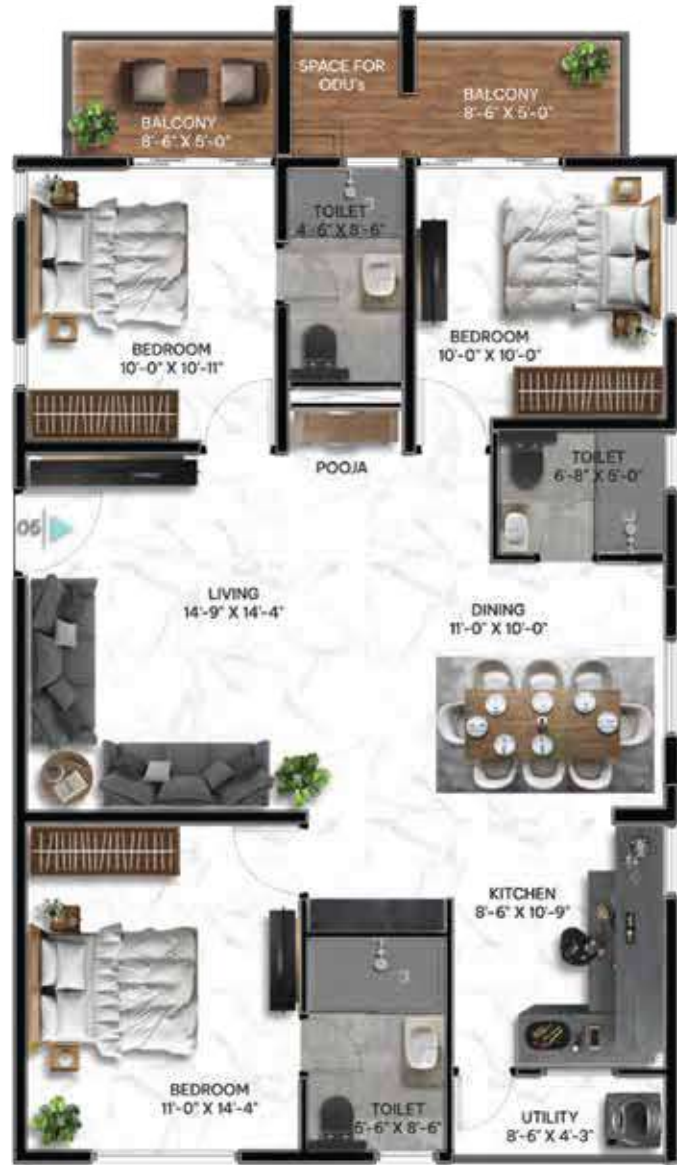 SPACE FOR
ODU's
BALCONY
8'-6" X 5'-0"
BALCONY
8'-6" X 5'-0"
TOILET
4'-6" X 8'-6"
BEDROOM
10'-0" X 10'-11"
BEDROOM
10'-0" X 10'-0"
POOJA
TOILET
6'-8" X 5'-0"
05
LIVING
14'-9" X 14'-4"
DINING
11'-0" X 10'-0"
KITCHEN
8'-6" X 10'-9"
BEDROOM
11'-0" X 14'-4"
TOILET
5'-6" X 8'-6"
UTILITY
8'-6" X 4'-3"